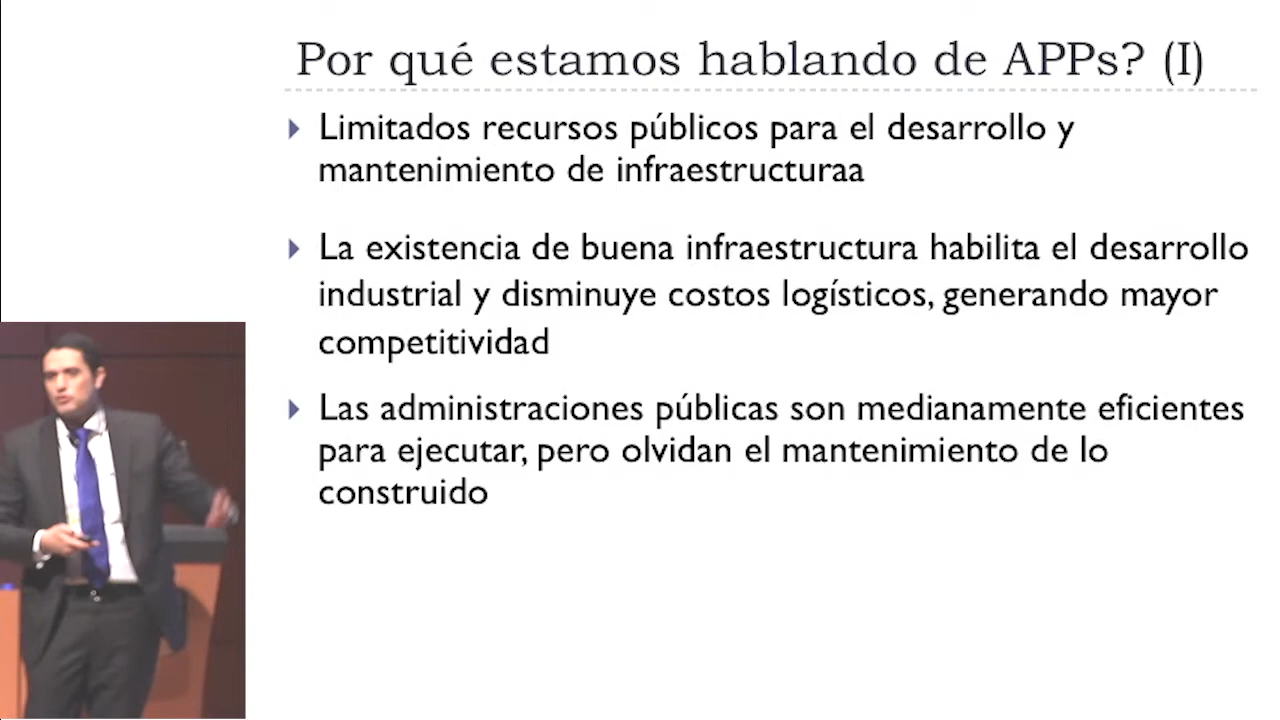 Por qué estamos hablando de APPs? (I)
Limitados recursos públicos para el desarrollo y
mantenimiento de infraestructuraa
La existencia de buena infraestructura habilita el desarrollo
industrial y disminuye costos logísticos, generando mayor
competitividad
Las administraciones públicas son medianamente eficientes
para ejecutar, pero olvidan el mantenimiento de lo
construido